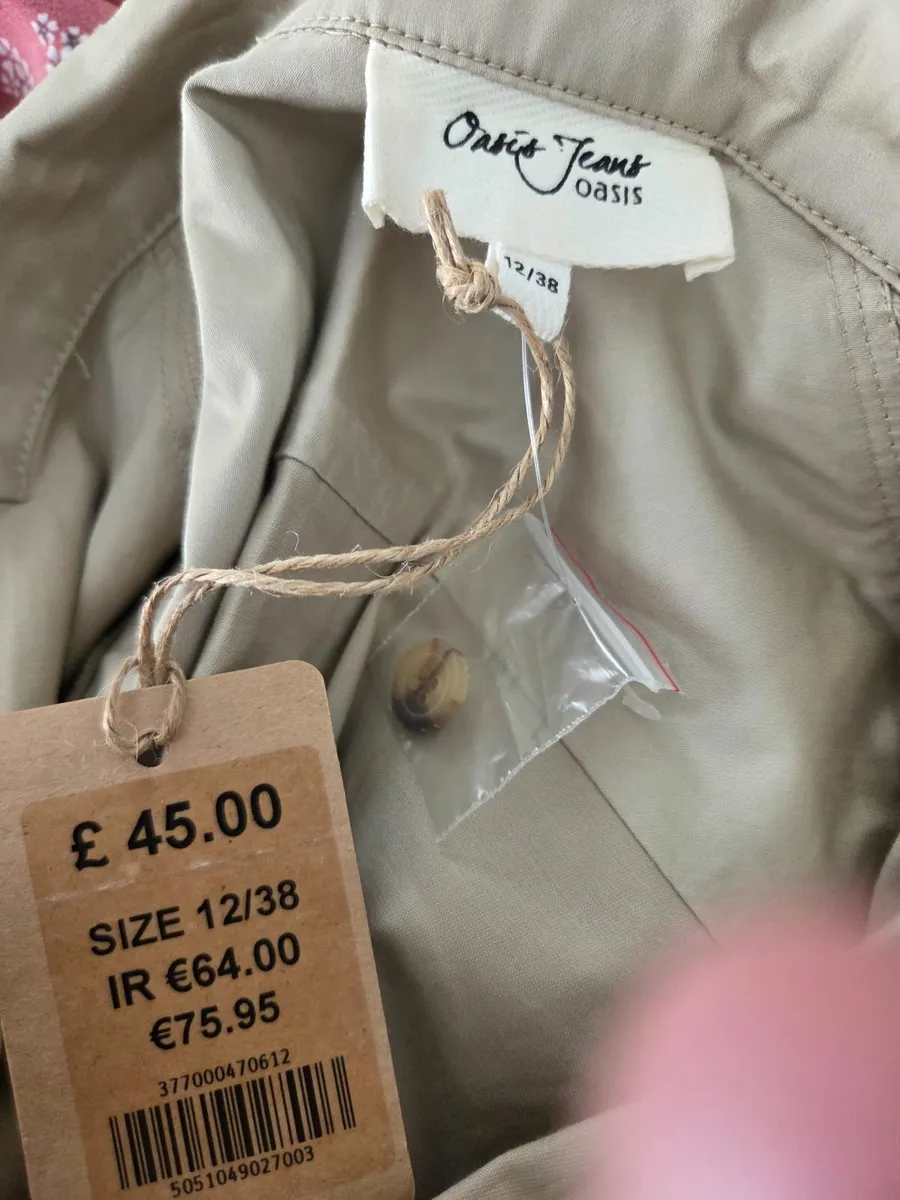 Oasis Jeans
oasis
12/38
£ 45.00
SIZE 12/38
IR €64.00
€75.95
377000470612
5051049027003